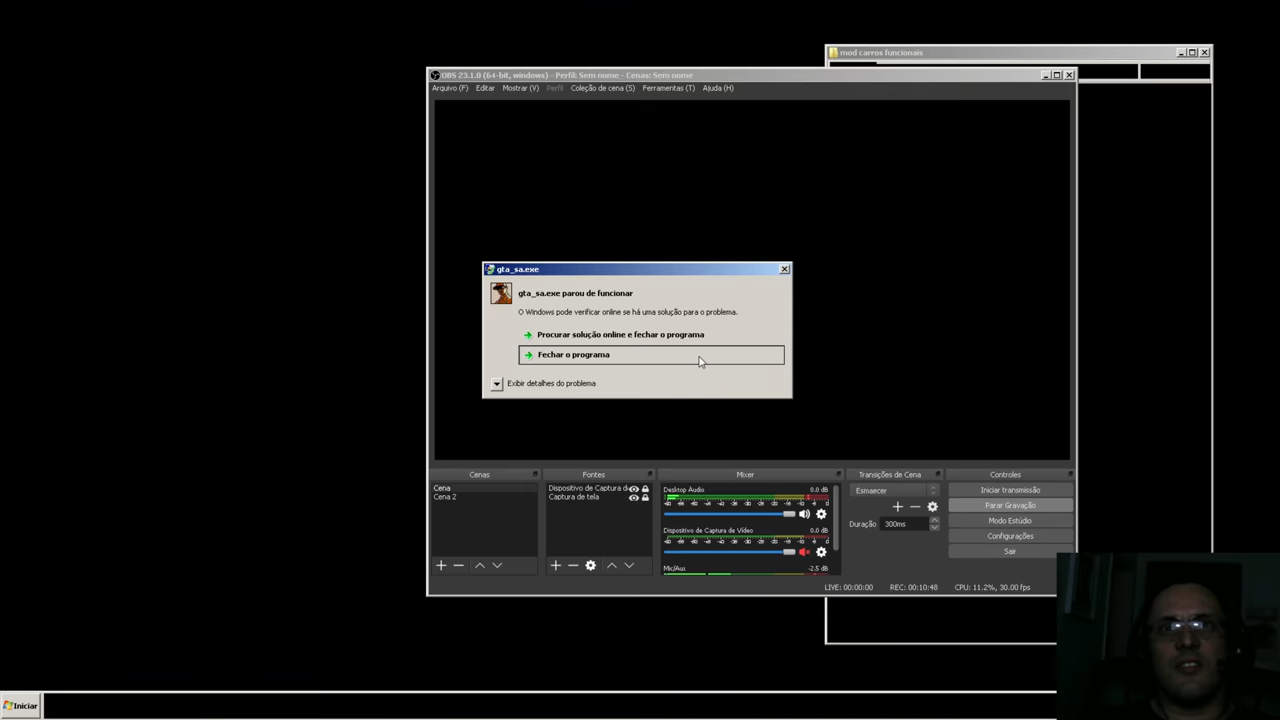 mod carros funcionais
OBS 23.1.0 (64-bit, windows) - Perfil: Sem nome - Cenas: Sem nome
Arquivo (F) Editar Mostrar (V) Perfil Coleção de cena (S) Ferramentas (T) Ajuda (H)
gta_sa.exe
gta_sa.exe parou de funcionar
O Windows pode verificar online se há uma solução para o problema.
Procurar solução online e fechar o programa
Fechar o programa
Exibir detalhes do problema
Cenas Fontes Mixer Transições de Cena Controles
Cena
Cena 2
Dispositivo de Captura d
Captura de tela
Desktop Áudio 0.0 dB
Dispositivo de Captura de Vídeo 0.0 dB
Mic/Aux -2.5 dB
Esmaecer
Duração 300ms
Iniciar transmissão
Parar Gravação
Modo Estúdio
Configurações
Sair
LIVE: 00:00:00 REC: 00:10:48 CPU: 11.2%, 30.00 fps
Iniciar